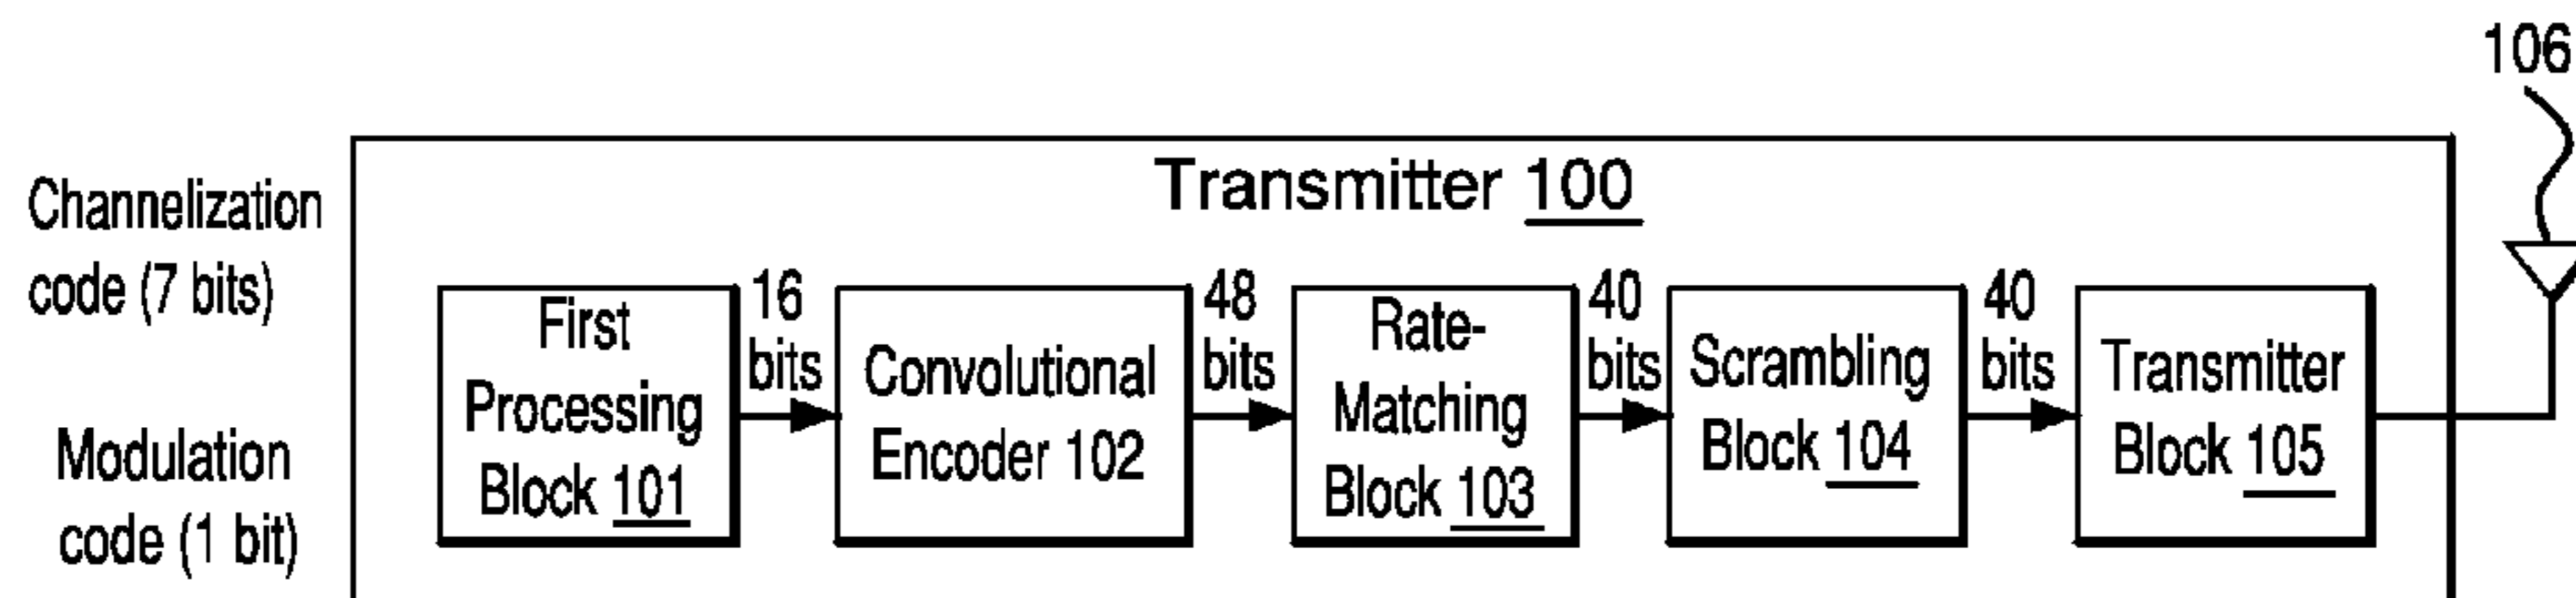 106
Transmitter 100
Channelization
code (7 bits)
Modulation
code (1 bit)
First
Processing
Block 101
16
bits
Convolutional
Encoder 102
48
bits
Rate-
Matching
Block 103
40
bits
Scrambling
Block 104
40
bits
Transmitter
Block 105